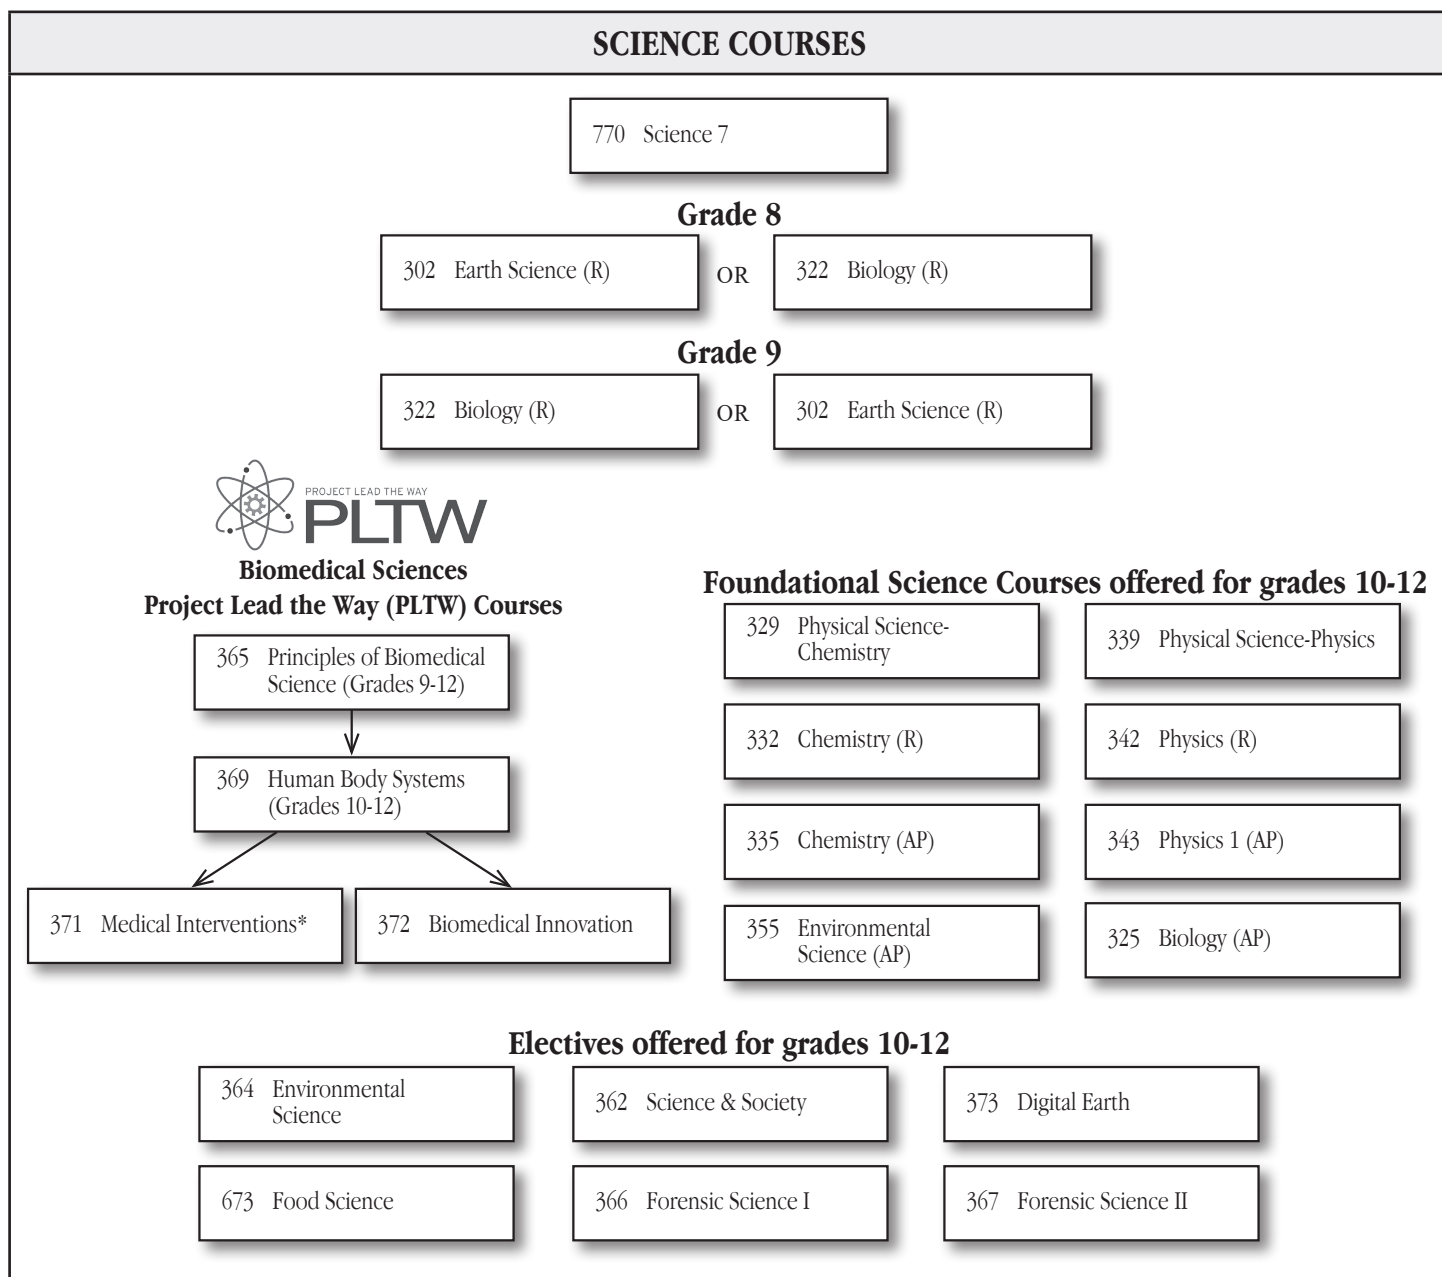 SCIENCE COURSES
770 Science 7
Grade 8
302 Earth Science (R)
OR
322 Biology (R)
Grade 9
322 Biology (R)
OR
302 Earth Science (R)
PROJECT LEAD THE WAY
PLTW
Biomedical Sciences
Project Lead the Way (PLTW) Courses
365 Principles of Biomedical
Science (Grades 9-12)
369 Human Body Systems
(Grades 10-12)
371 Medical Interventions*
372 Biomedical Innovation
Foundational Science Courses offered for grades 10-12
329 Physical Science-
Chemistry
339 Physical Science-Physics
332 Chemistry (R)
342 Physics (R)
335 Chemistry (AP)
343 Physics 1 (AP)
355 Environmental
Science (AP)
325 Biology (AP)
Electives offered for grades 10-12
364 Environmental
Science
362 Science & Society
373 Digital Earth
673 Food Science
366 Forensic Science I
367 Forensic Science II